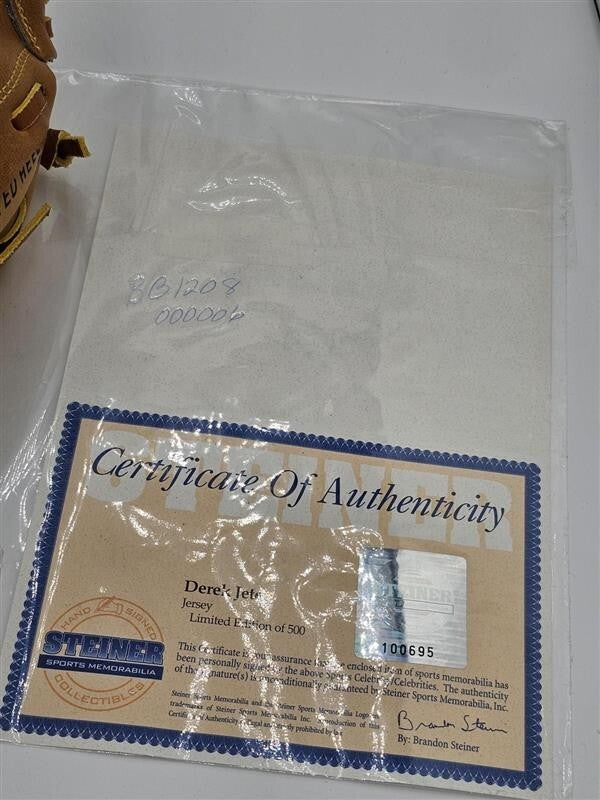 BB1208
000006
STEINER
Certificate Of Authenticity
Derek Jeter
Jersey
Limited Edition of 500
STEINER
100695
HAND SIGNED
STEINER
SPORTS MEMORABILIA
COLLECTIBLES
This Certificate is your assurance that the enclosed item of sports memorabilia has
been personally signed by the above Sports Celebrity/Celebrities. The authenticity
of the signature(s) is unconditionally guaranteed by Steiner Sports Memorabilia, Inc.
Steiner Sports Memorabilia and the Steiner Sports Memorabilia Logo
trademarks of Steiner Sports Memorabilia Inc. Reproduction of this
Certificate of Authenticity is illegal and strictly prohibited by
Brandon Steiner
By: Brandon Steiner